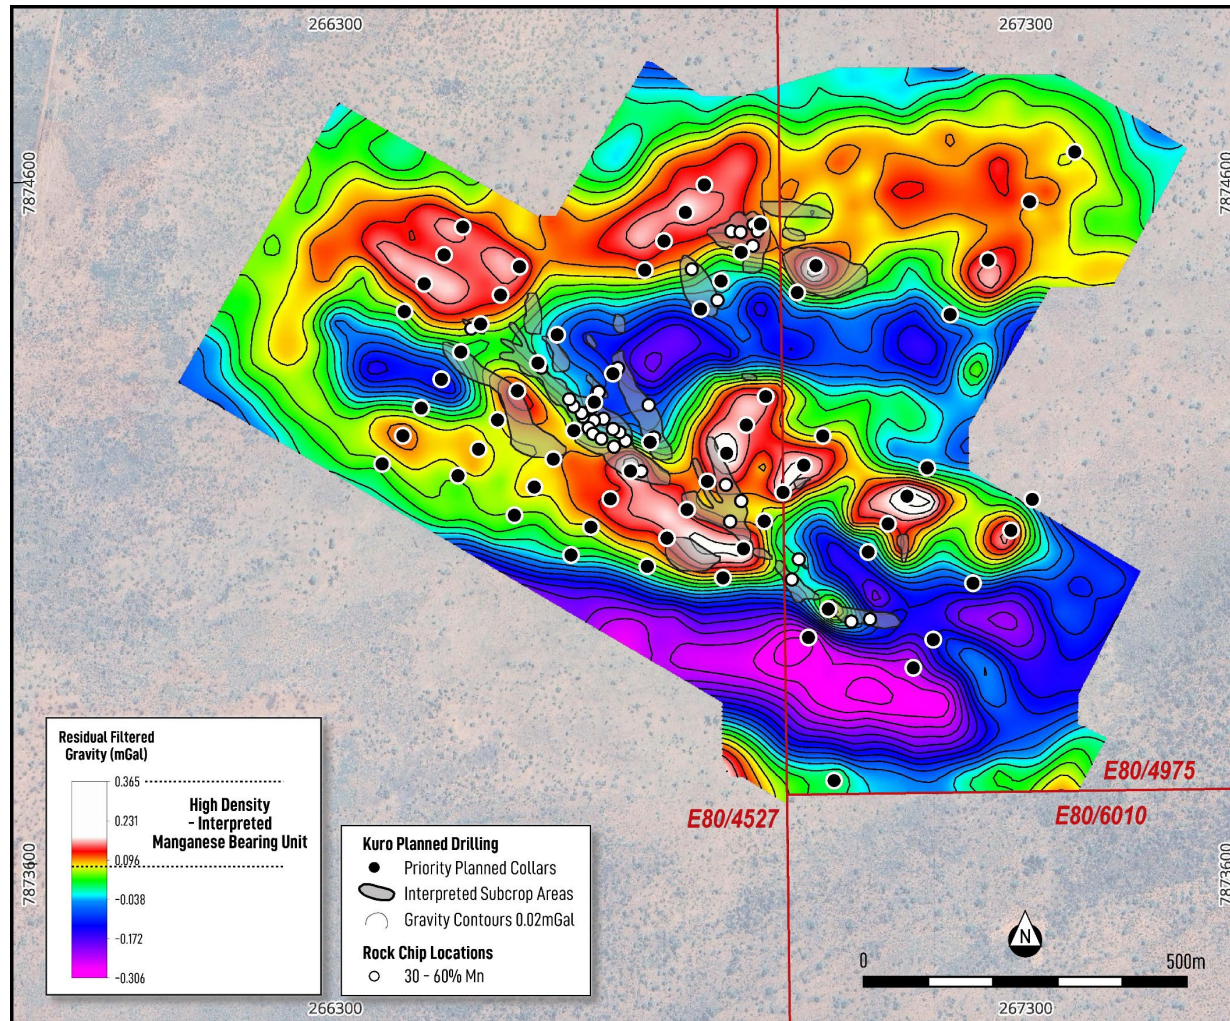 266300
267300
7874600
7874600
E80/4975
E80/4527
E80/6010
Residual Filtered
Gravity (mGal)
0.365
0.231
0.096
-0.038
-0.172
-0.306
High Density
- Interpreted
Manganese Bearing Unit
Kuro Planned Drilling
Priority Planned Collars
Interpreted Subcrop Areas
Gravity Contours 0.02mGal
Rock Chip Locations
30 - 60% Mn
7873600
7873600
N
0
500m
266300
267300